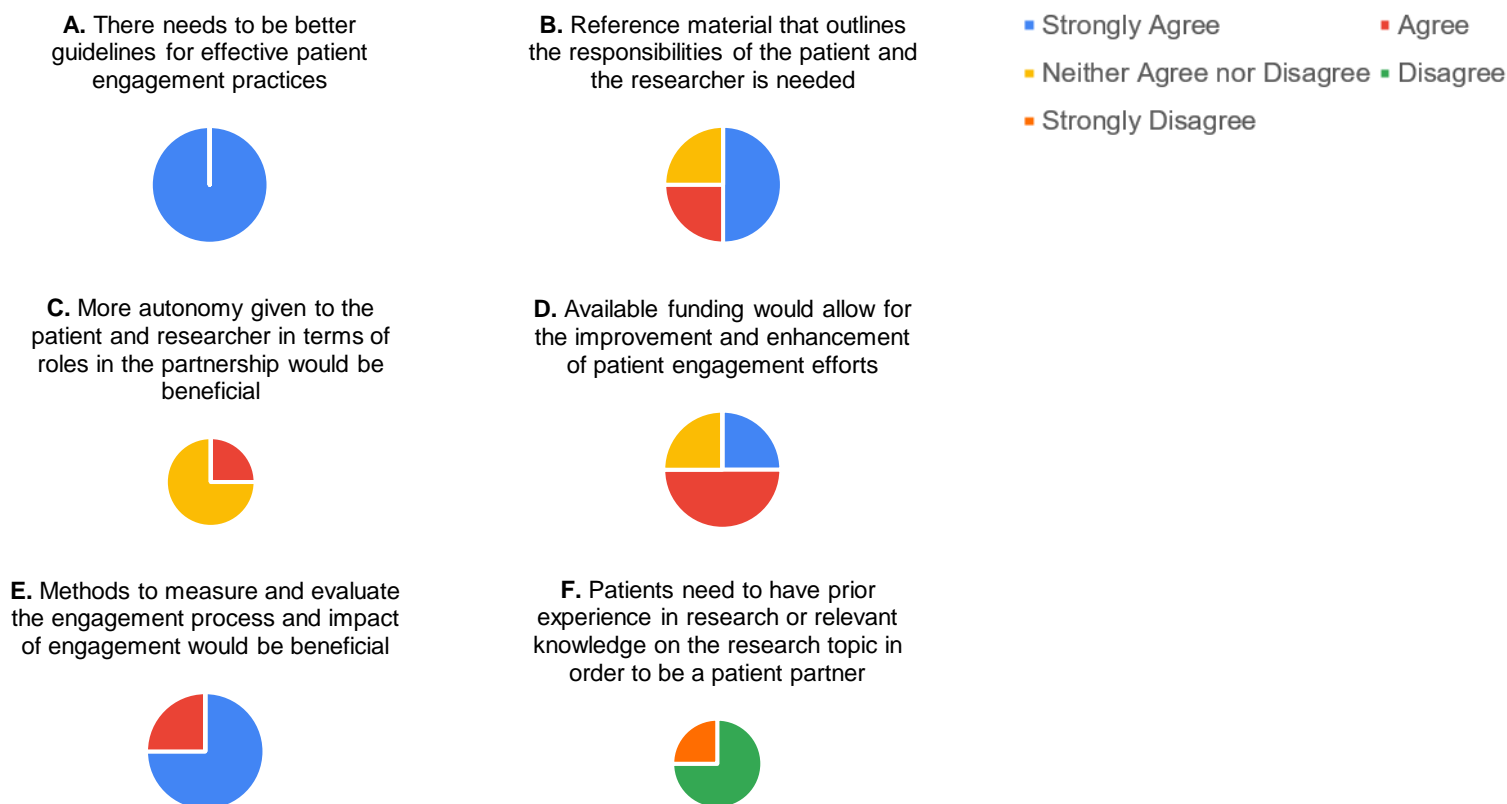 A. There needs to be better
guidelines for effective patient
engagement practices
B. Reference material that outlines
the responsibilities of the patient and
the researcher is needed
Strongly Agree
Agree
Neither Agree nor Disagree
Disagree
Strongly Disagree
C. More autonomy given to the
patient and researcher in terms of
roles in the partnership would be
beneficial
D. Available funding would allow for
the improvement and enhancement
of patient engagement efforts
E. Methods to measure and evaluate
the engagement process and impact
of engagement would be beneficial
F. Patients need to have prior
experience in research or relevant
knowledge on the research topic in
order to be a patient partner